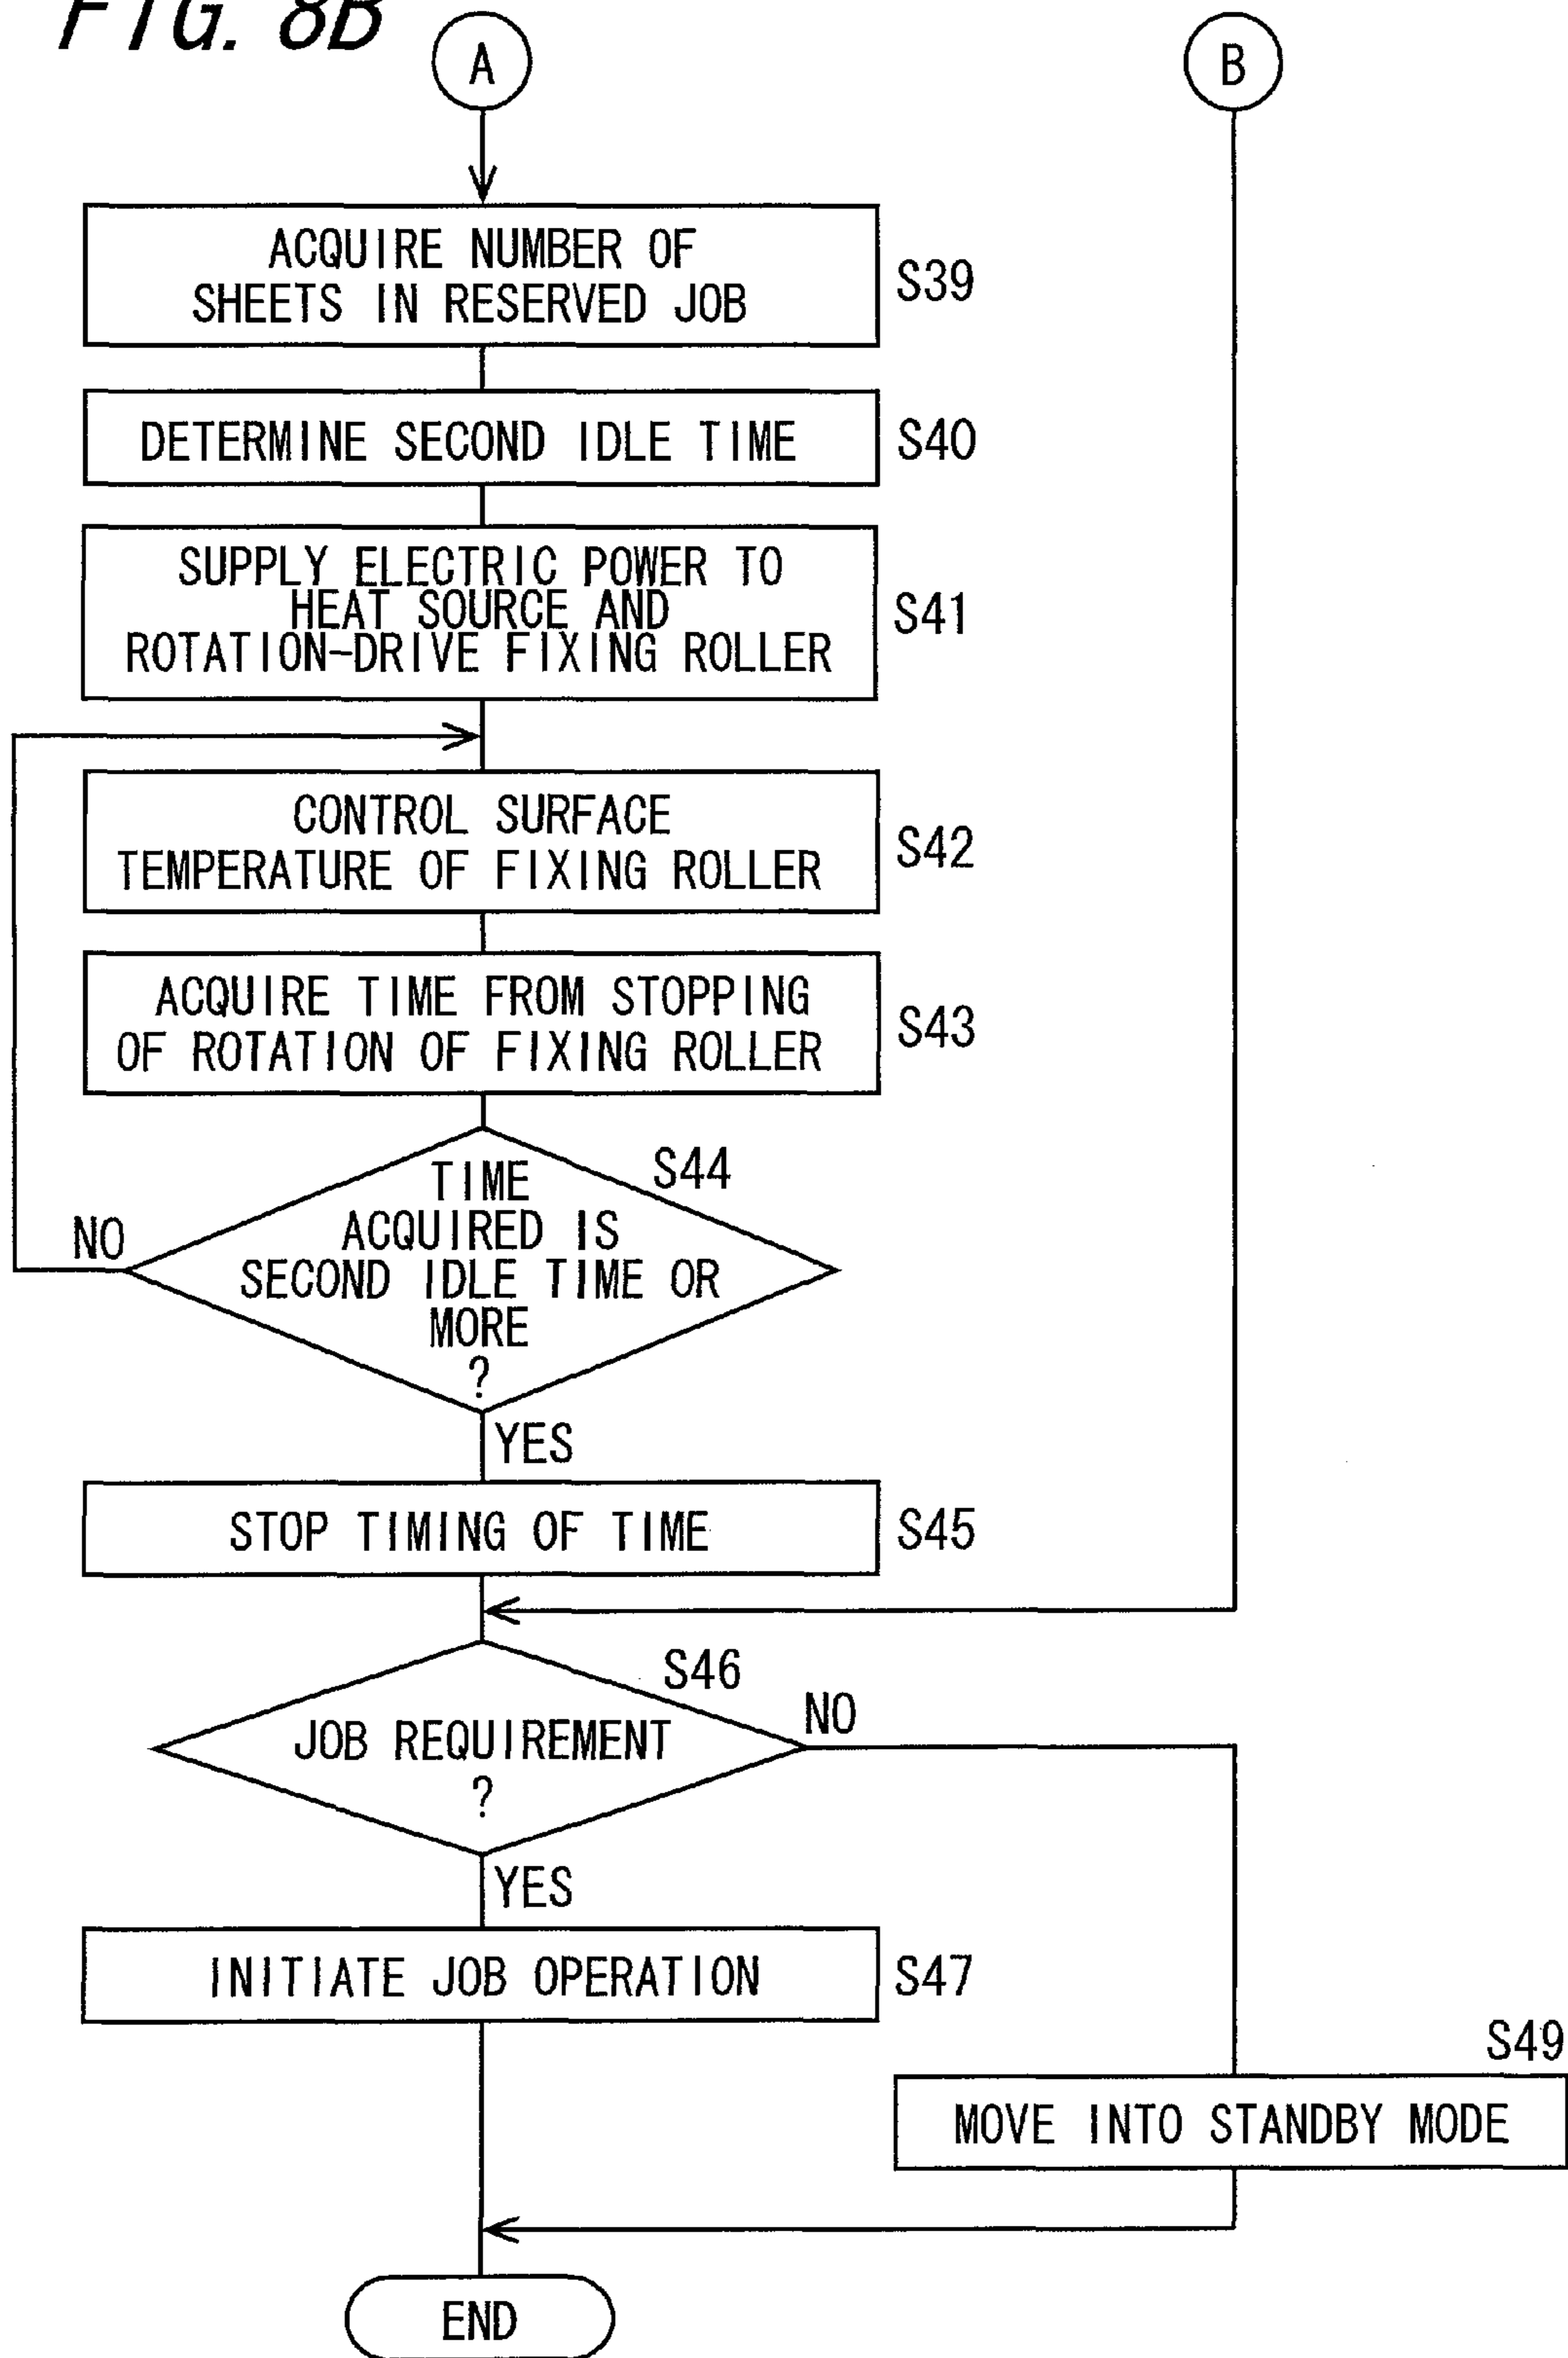 FIG. 8B
A
B
ACQUIRE NUMBER OF
SHEETS IN RESERVED JOB
S39
DETERMINE SECOND IDLE TIME
S40
SUPPLY ELECTRIC POWER TO
HEAT SOURCE AND
ROTATION-DRIVE FIXING ROLLER
S41
CONTROL SURFACE
TEMPERATURE OF FIXING ROLLER
S42
ACQUIRE TIME FROM STOPPING
OF ROTATION OF FIXING ROLLER
S43
S44
TIME
ACQUIRED IS
SECOND IDLE TIME OR
MORE
?
NO
YES
STOP TIMING OF TIME
S45
S46
JOB REQUIREMENT
?
NO
YES
INITIATE JOB OPERATION
S47
S49
MOVE INTO STANDBY MODE
END